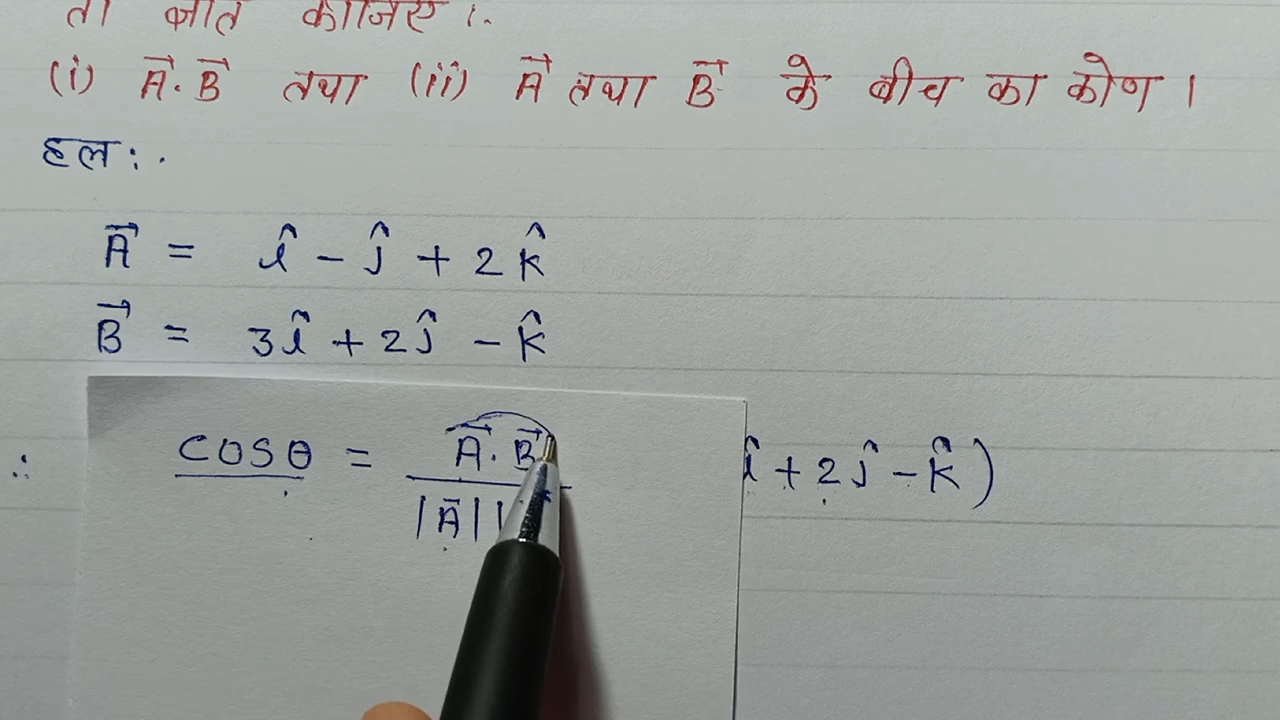 तो ज्ञात कीजिए।
(i) A⃗·B⃗ तथा (ii) A⃗ तथा B⃗ के बीच का कोण।
हल:.
A⃗ = î - ĵ + 2k̂
B⃗ = 3î + 2ĵ - k̂
∴ cosθ = A⃗·B⃗ / |A⃗||
î + 2ĵ - k̂)